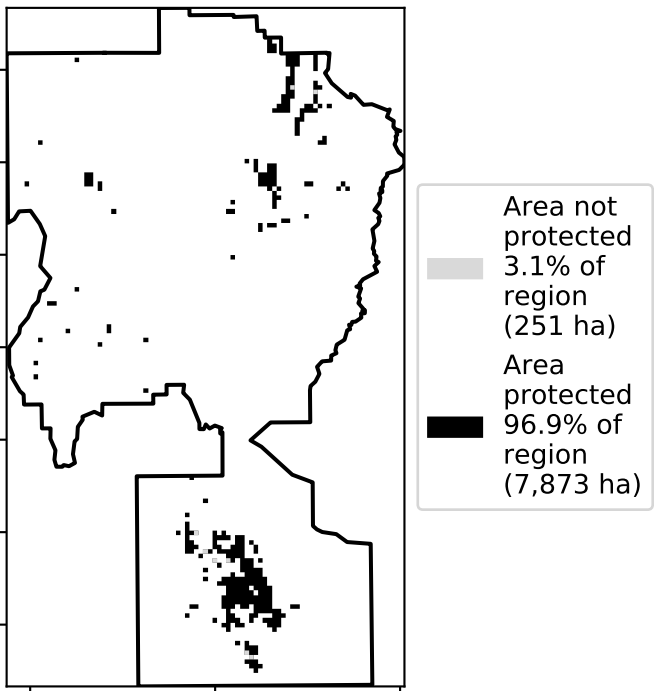 Area not
protected
3.1% of
region
(251 ha)
Area
protected
96.9% of
region
(7,873 ha)